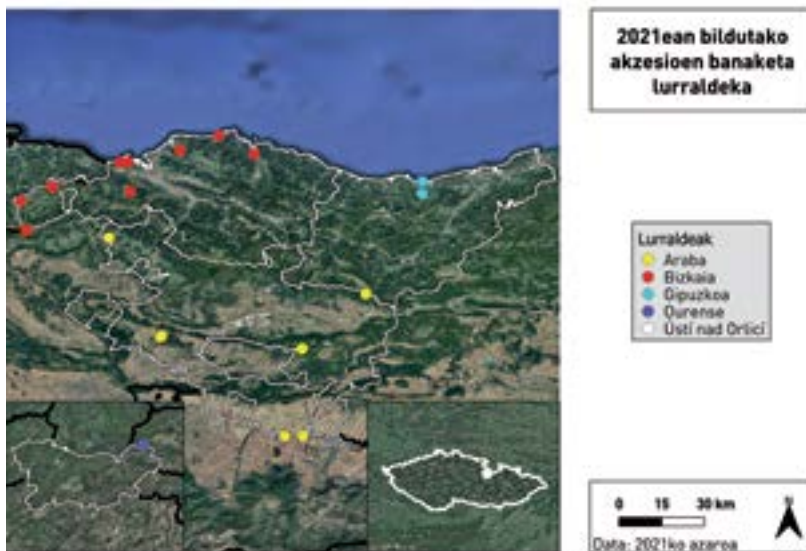 2021ean bildutako
akzesioen banaketa
lurraldeka
Lurraldeak
Araba
Bizkaia
Gipuzkoa
Ourense
Ústí nad Orlicí
0 15 30 km
N
Data: 2021ko azaroa